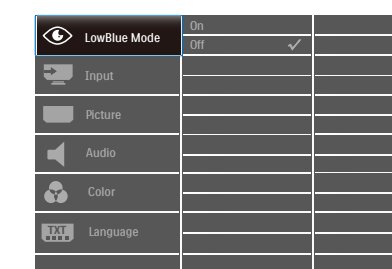 LowBlue Mode
On
Off
Input
Picture
Audio
Color
TXT
Language